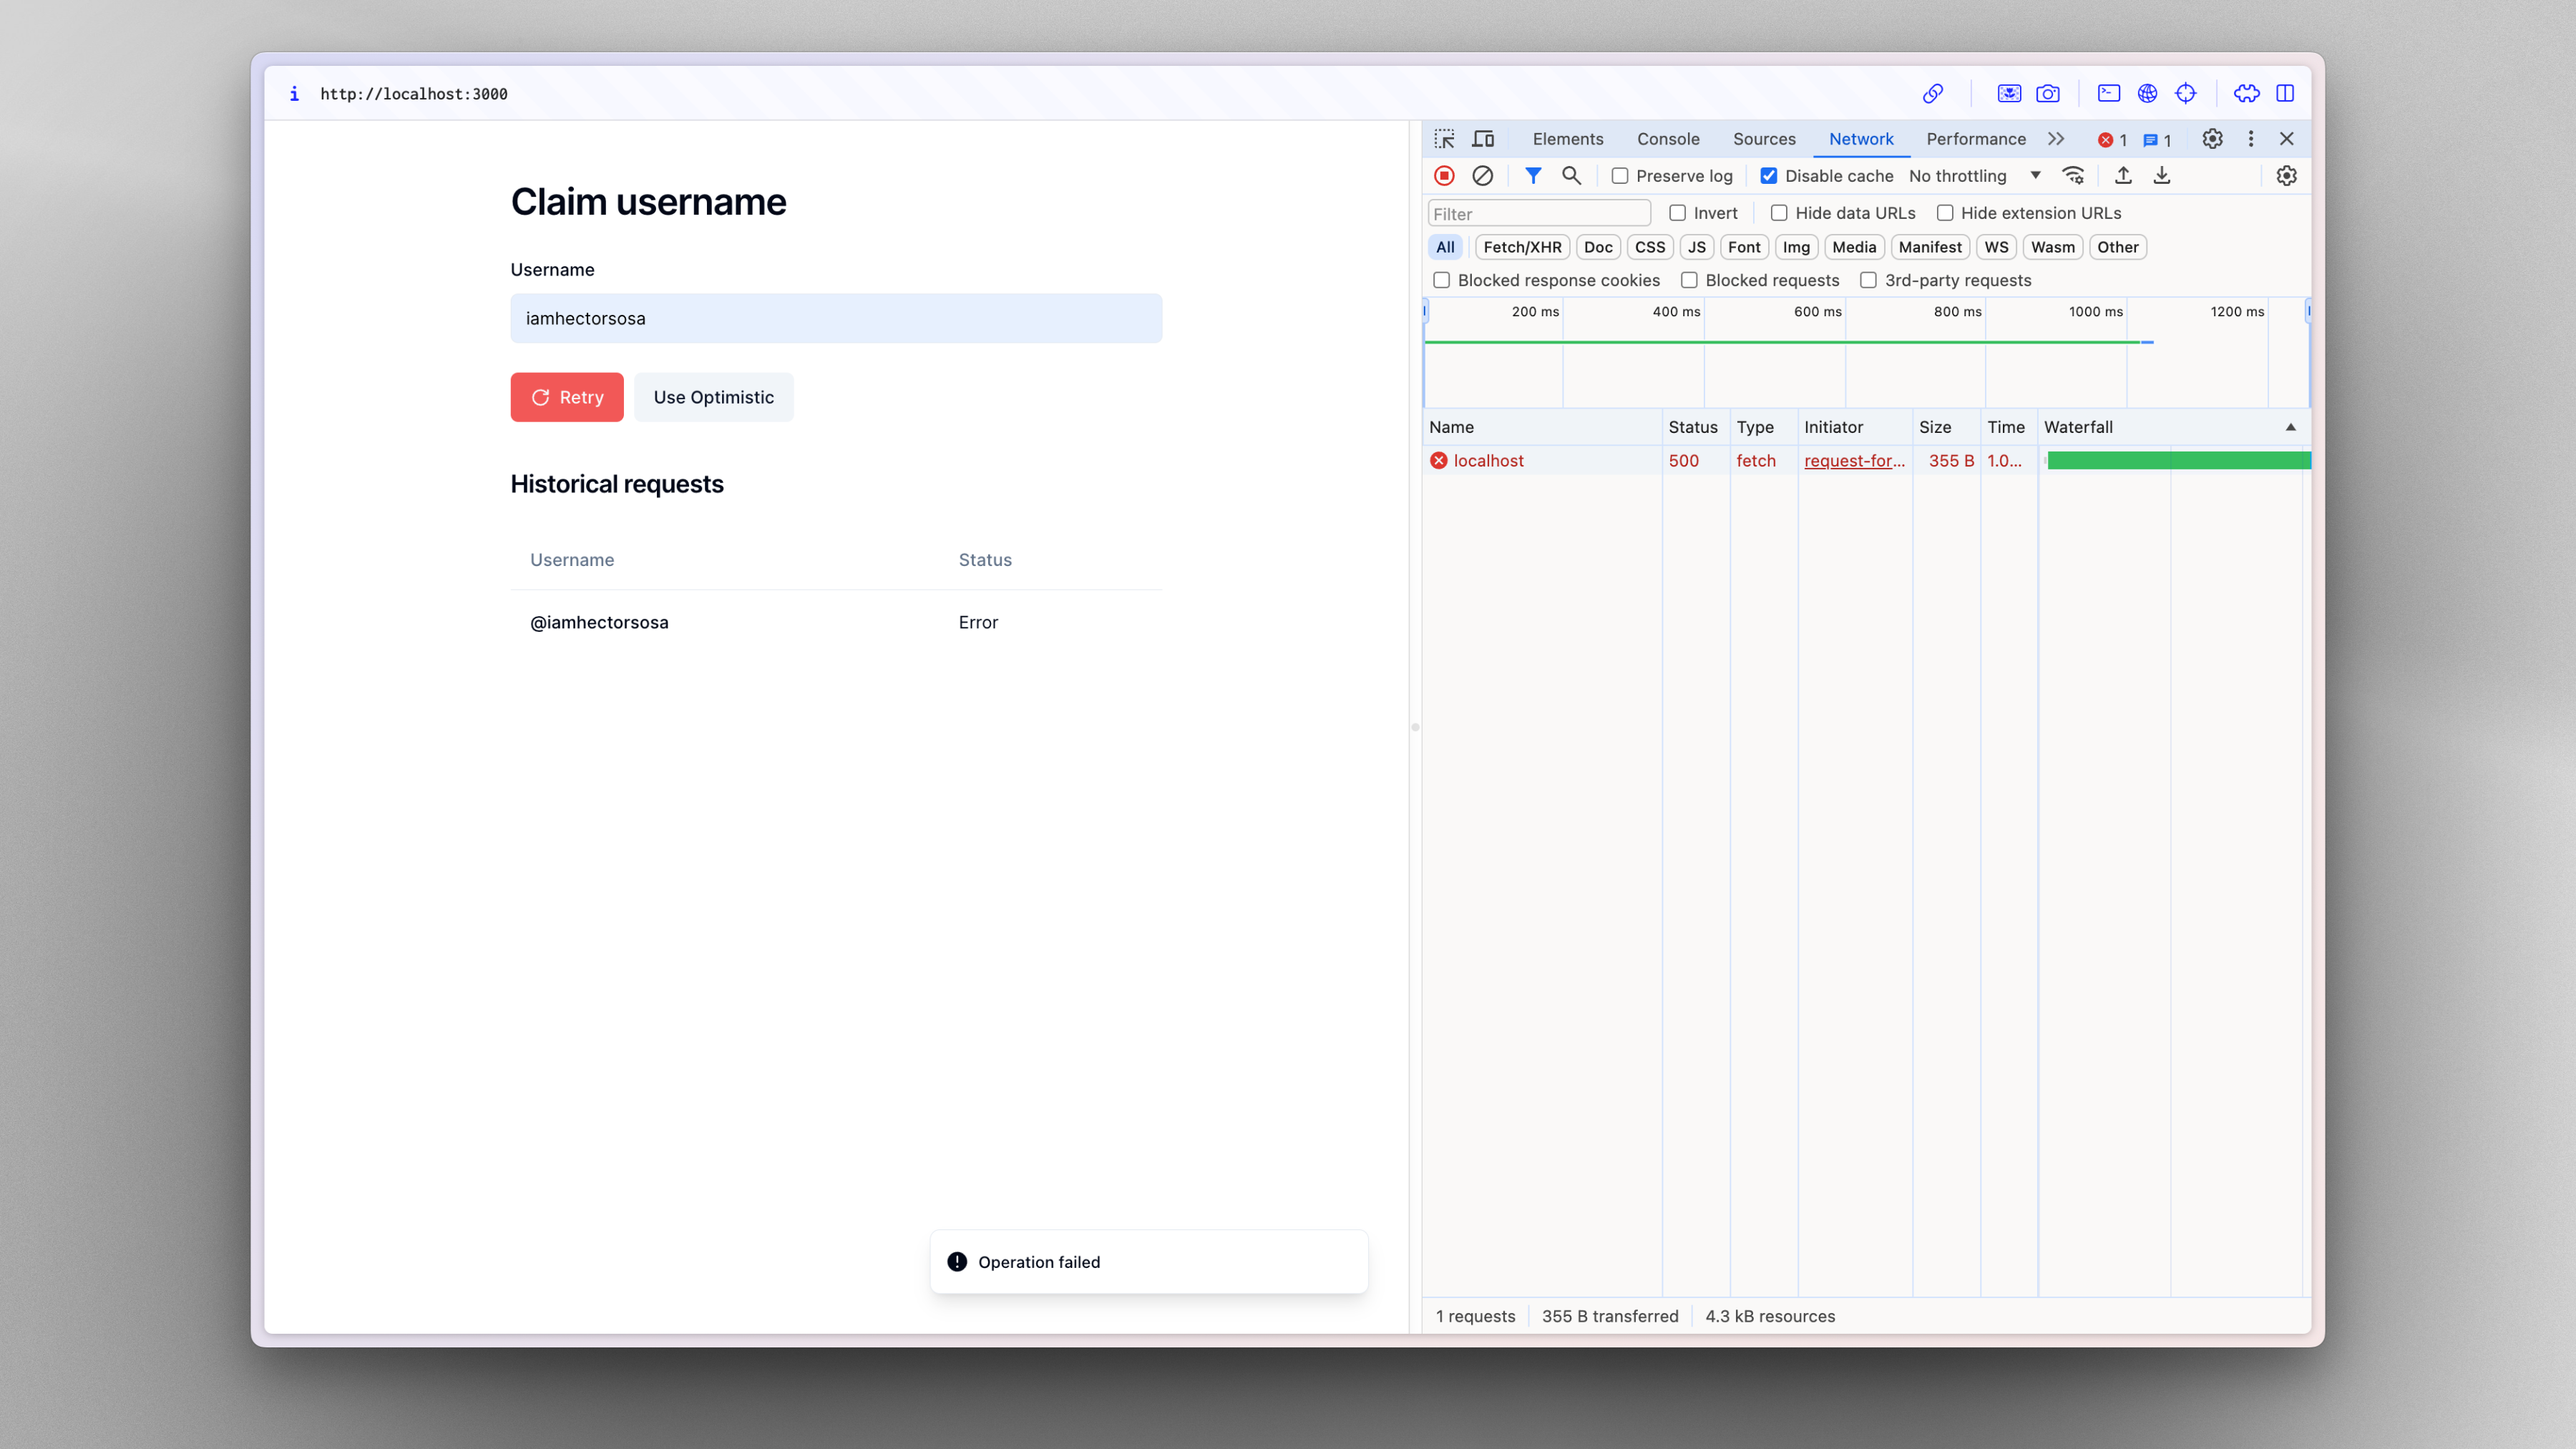 i http://localhost:3000
Claim username
Username
iamhectorsosa
Retry Use Optimistic
Historical requests
Username Status
@iamhectorsosa Error
Operation failed
Elements Console Sources Network Performance 1 1
Preserve log Disable cache No throttling
Filter Invert Hide data URLs Hide extension URLs
All Fetch/XHR Doc CSS JS Font Img Media Manifest WS Wasm Other
Blocked response cookies Blocked requests 3rd-party requests
200 ms 400 ms 600 ms 800 ms 1000 ms 1200 ms
Name Status Type Initiator Size Time Waterfall
localhost 500 fetch request-for... 355 B 1.0...
1 requests 355 B transferred 4.3 kB resources